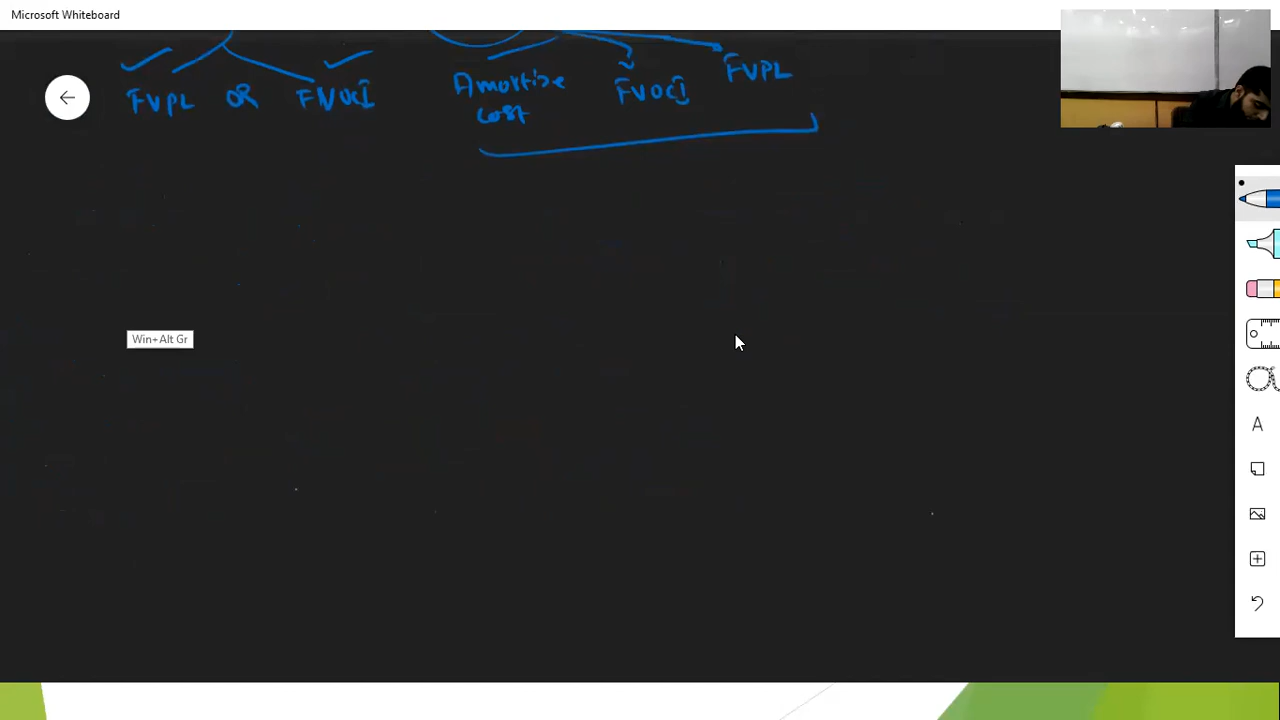 Microsoft Whiteboard
FVPL OR FVOCI
Amortise
cost
FVOCI
FVPL
Win+Alt Gr
A